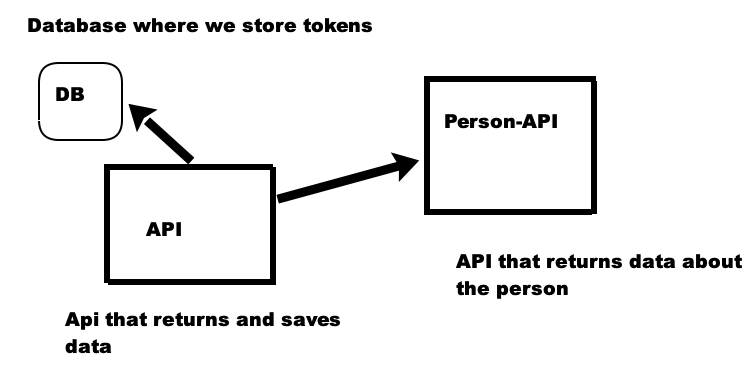 Database where we store tokens
DB
Person-API
API
API that returns data about
the person
Api that returns and saves
data